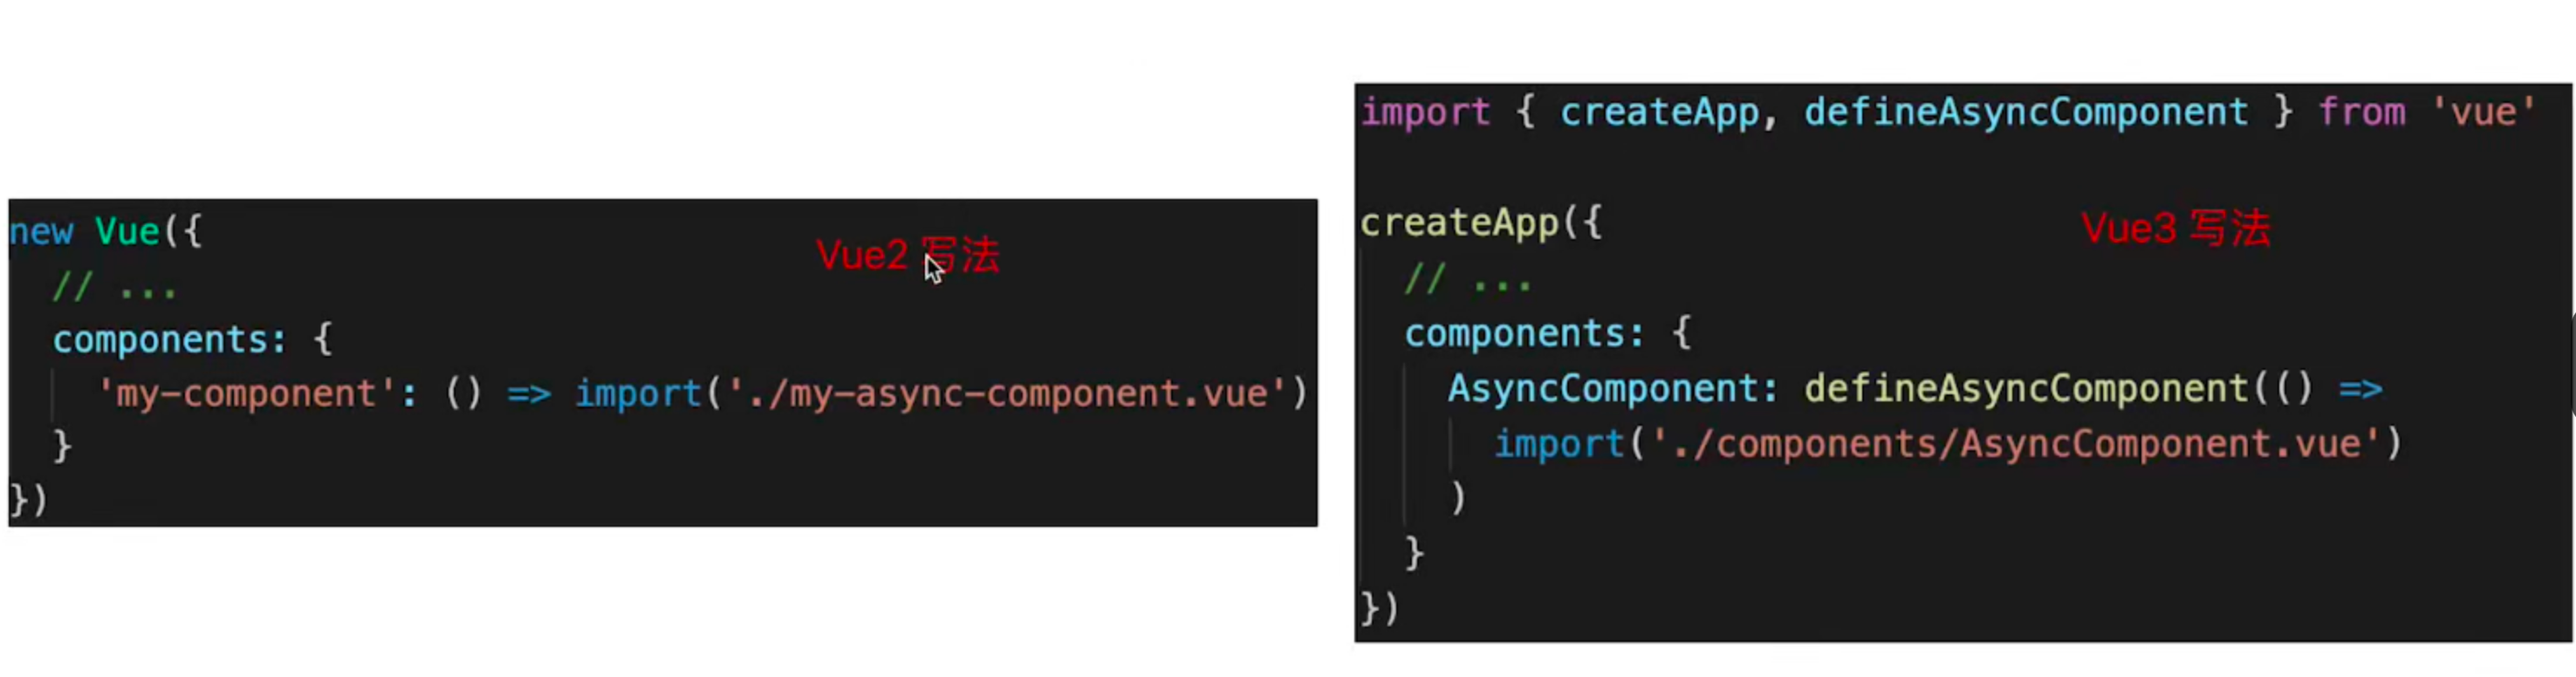 new Vue({
Vue2 写法
// ...
components: {
'my-component': () => import('./my-async-component.vue')
}
})
import { createApp, defineAsyncComponent } from 'vue'
createApp({
Vue3 写法
// ...
components: {
AsyncComponent: defineAsyncComponent(() =>
import('./components/AsyncComponent.vue')
)
}
})